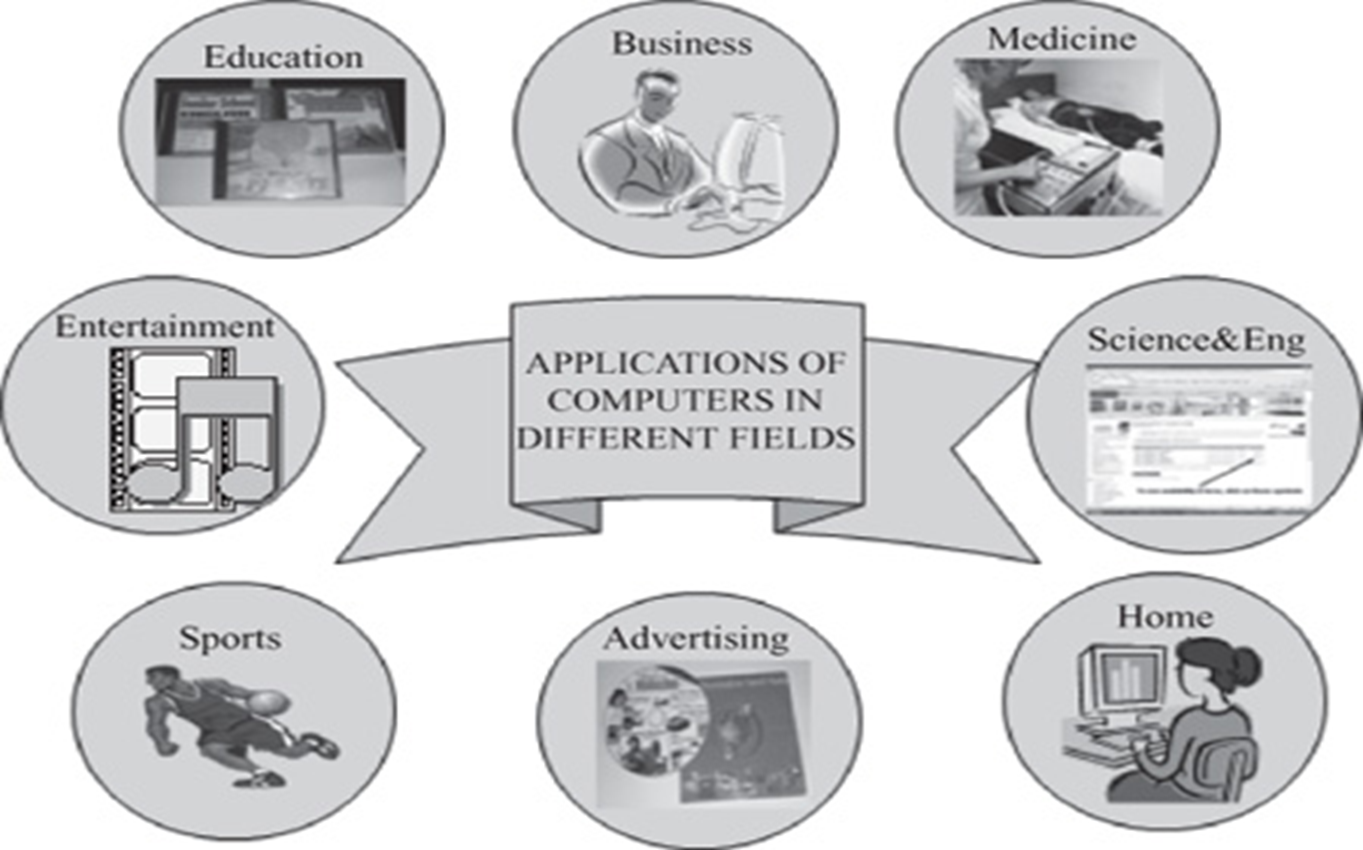 Education
Business
Medicine
Entertainment
APPLICATIONS OF
COMPUTERS IN
DIFFERENT FIELDS
Science&Eng
Sports
Advertising
Home